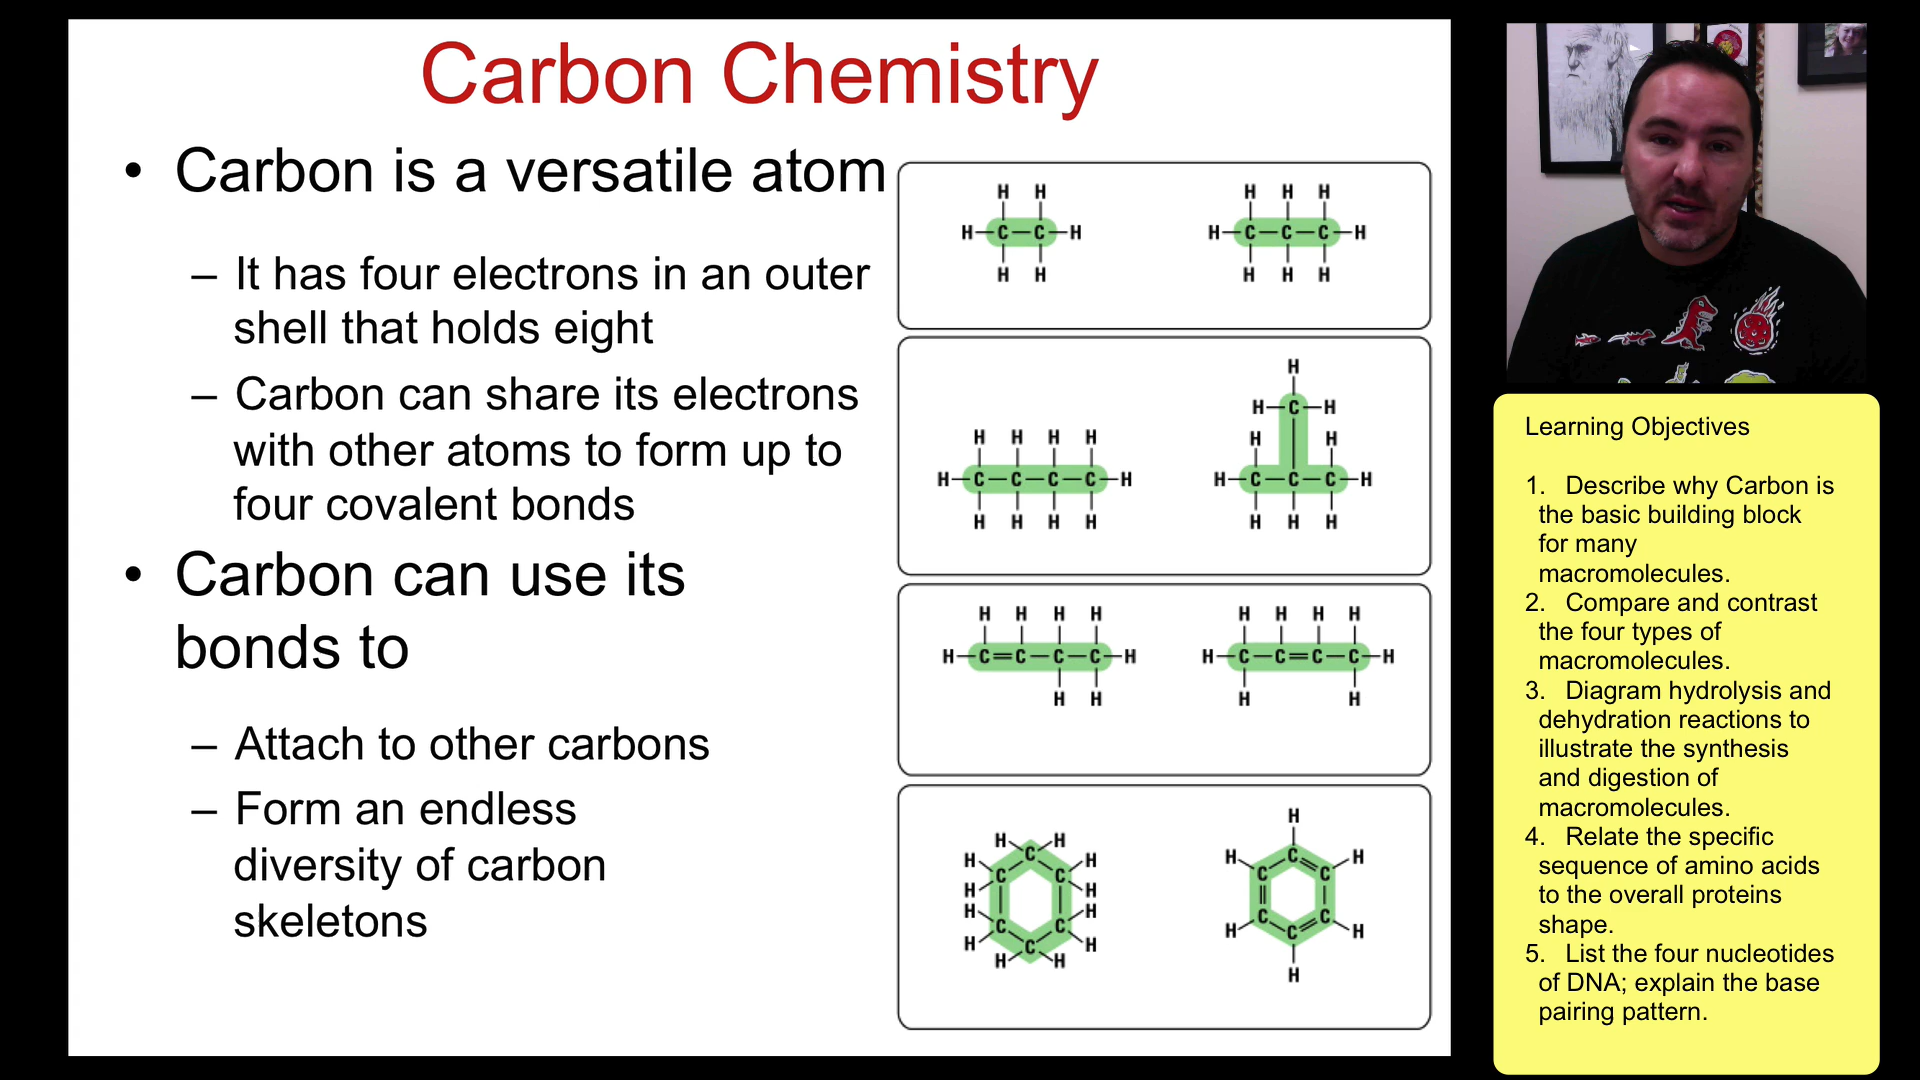 Carbon Chemistry
• Carbon is a versatile atom
– It has four electrons in an outer
shell that holds eight
– Carbon can share its electrons
with other atoms to form up to
four covalent bonds
• Carbon can use its
bonds to
– Attach to other carbons
– Form an endless
diversity of carbon
skeletons
H H
H–C–C–H
H H
H H H
H–C–C–C–H
H H H
H H H H
H–C–C–C–C–H
H H H H
H
H–C–H
H H
H–C–C–C–H
H H H
H H H H
H–C=C–C–C–H
H H
H H H H
H–C–C=C–C–H
H H
H H
H C H
H C C H
H H
H C C H
H C H
H H
H
H C H
C C
C C
H C H
H
Learning Objectives
1. Describe why Carbon is
the basic building block
for many
macromolecules.
2. Compare and contrast
the four types of
macromolecules.
3. Diagram hydrolysis and
dehydration reactions to
illustrate the synthesis
and digestion of
macromolecules.
4. Relate the specific
sequence of amino acids
to the overall proteins
shape.
5. List the four nucleotides
of DNA; explain the base
pairing pattern.